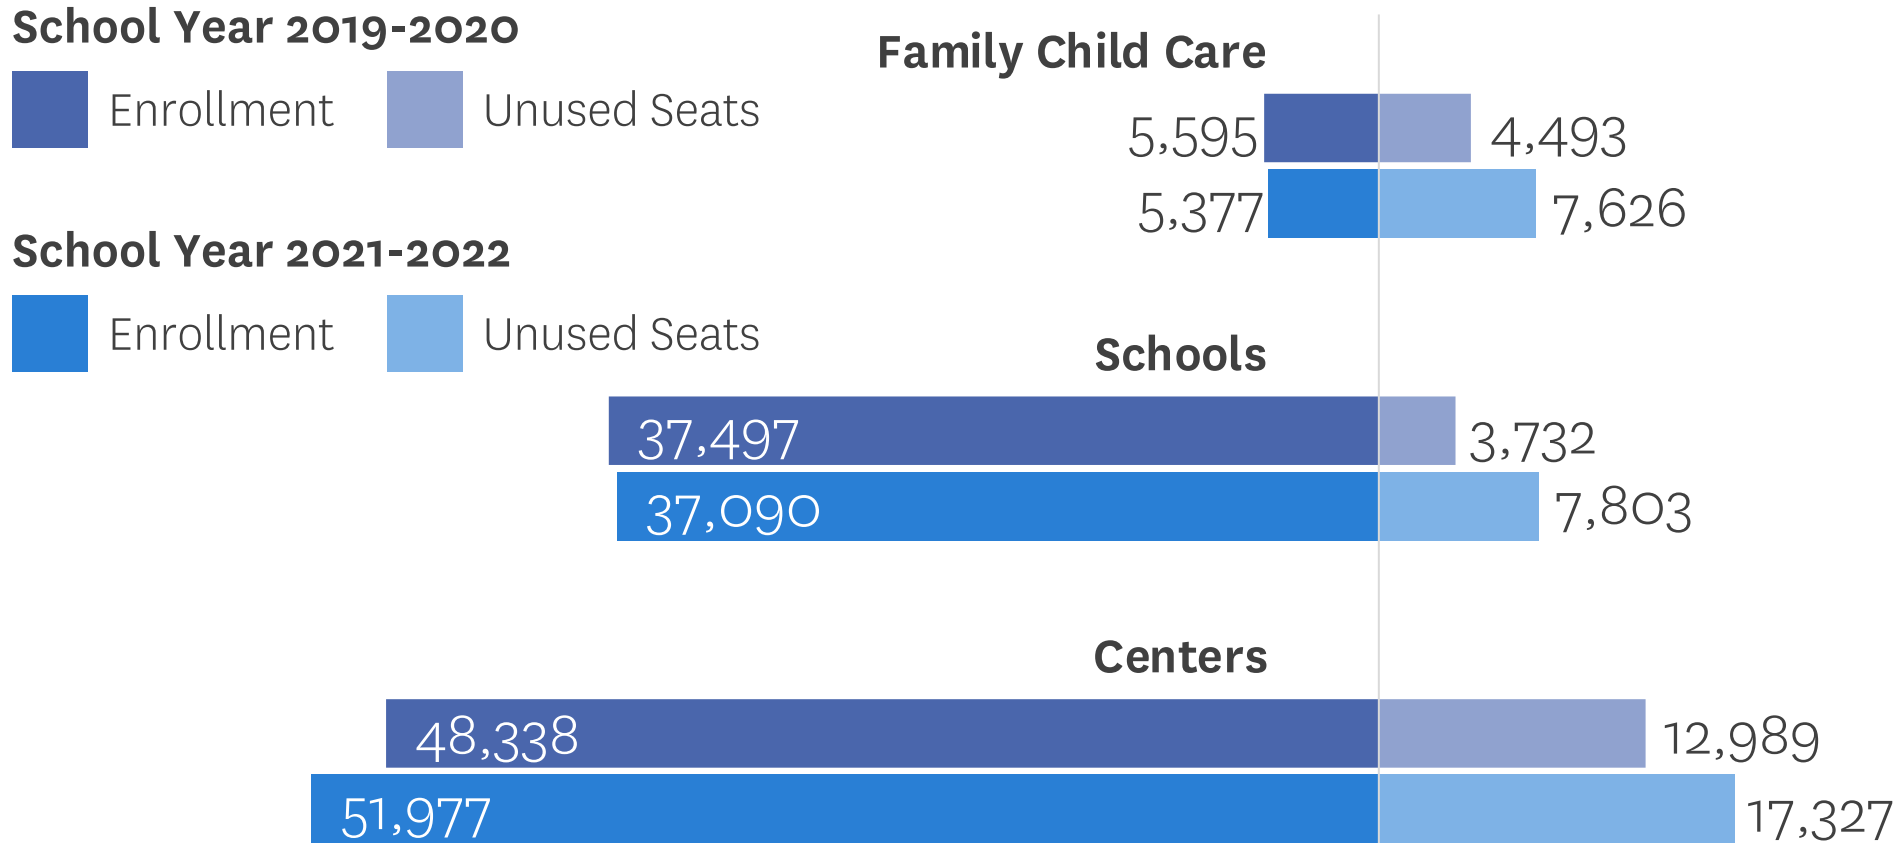 School Year 2019-2020
Enrollment Unused Seats
School Year 2021-2022
Enrollment Unused Seats
Family Child Care
5,595 4,493
5,377 7,626
Schools
37,497 3,732
37,090 7,803
Centers
48,338 12,989
51,977 17,327